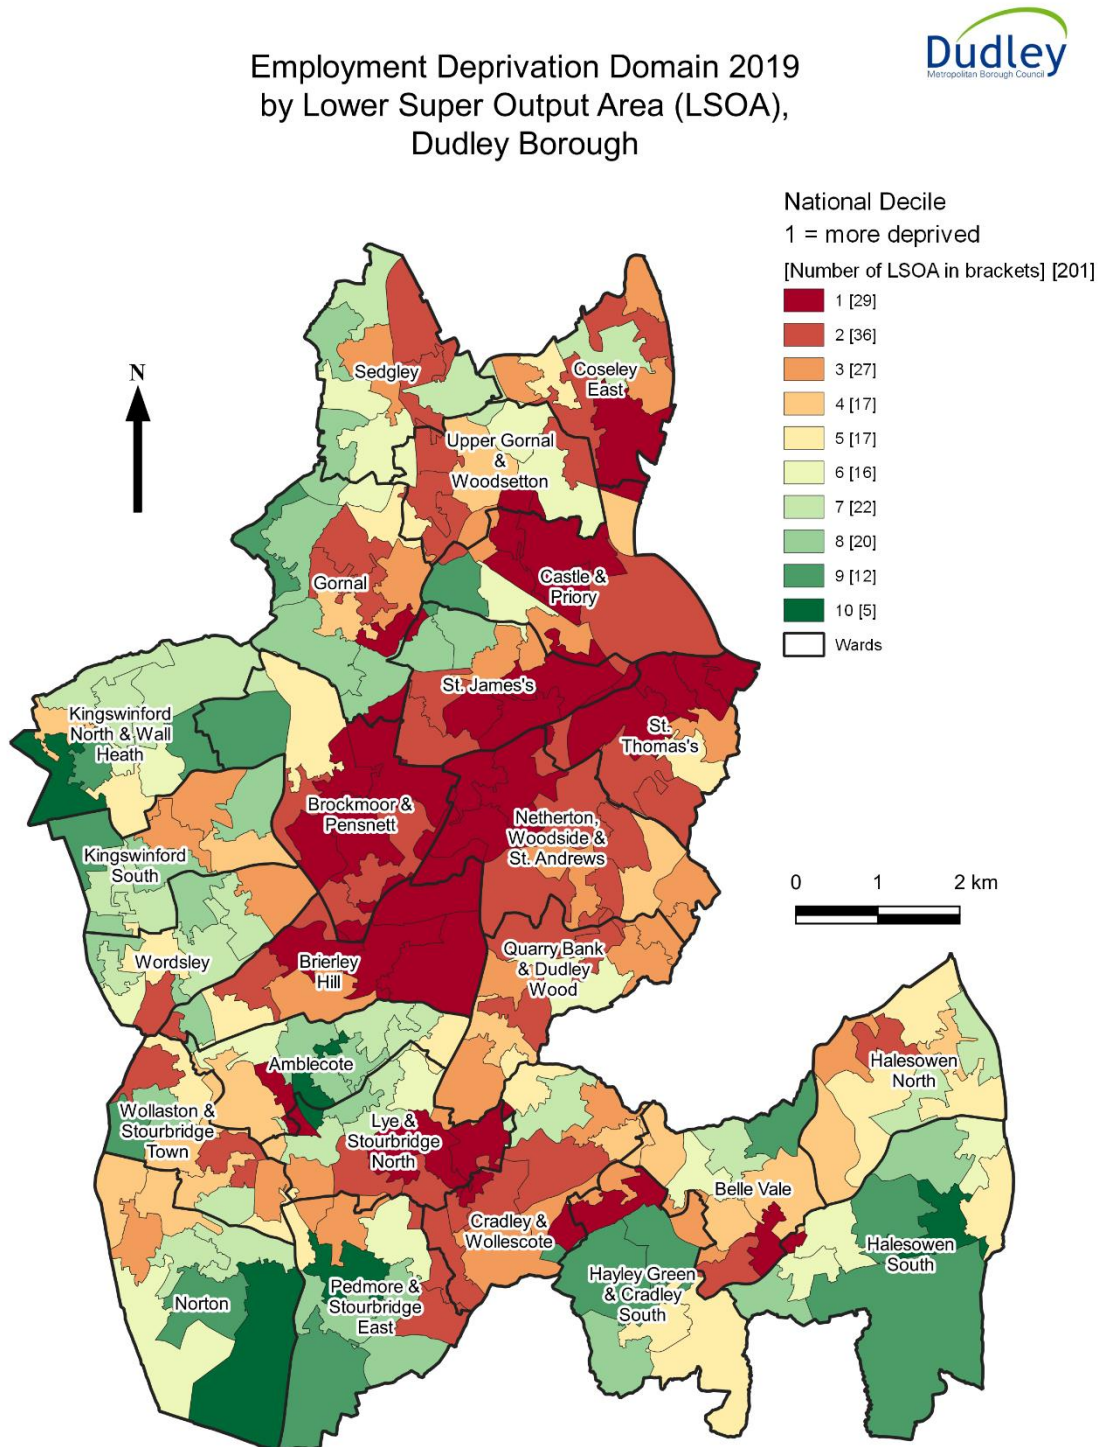 Dudley
Metropolitan Borough Council
Employment Deprivation Domain 2019
by Lower Super Output Area (LSOA),
Dudley Borough
National Decile
1 = more deprived
[Number of LSOA in brackets] [201]
1 [29]
2 [36]
3 [27]
4 [17]
5 [17]
6 [16]
7 [22]
8 [20]
9 [12]
10 [5]
Wards
N
Sedgley
Coseley
East
Upper Gornal
&
Woodsetton
Gornal
Castle &
Priory
St. James's
Kingswinford
North & Wall
Heath
St.
Thomas's
Brockmoor &
Pensnett
Netherton,
Woodside &
St. Andrews
Kingswinford
South
0 1 2 km
Wordsley
Brierley
Hill
Quarry Bank
& Dudley
Wood
Amblecote
Halesowen
North
Wollaston &
Stourbridge
Town
Lye &
Stourbridge
North
Belle Vale
Cradley &
Wollescote
Halesowen
South
Hayley Green
& Cradley
South
Norton
Pedmore &
Stourbridge
East